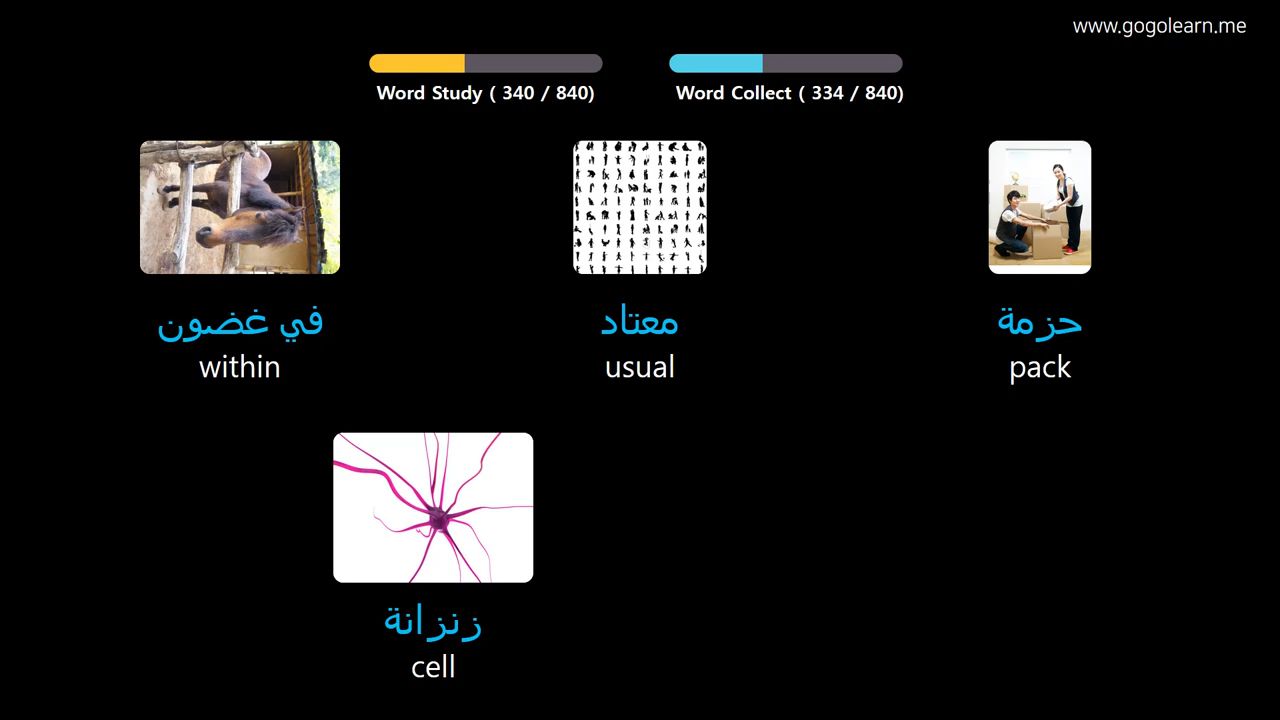 www.gogolearn.me
Word Study ( 340 / 840)
Word Collect ( 334 / 840)
في غضون
within
معتاد
usual
حزمة
pack
زنزانة
cell